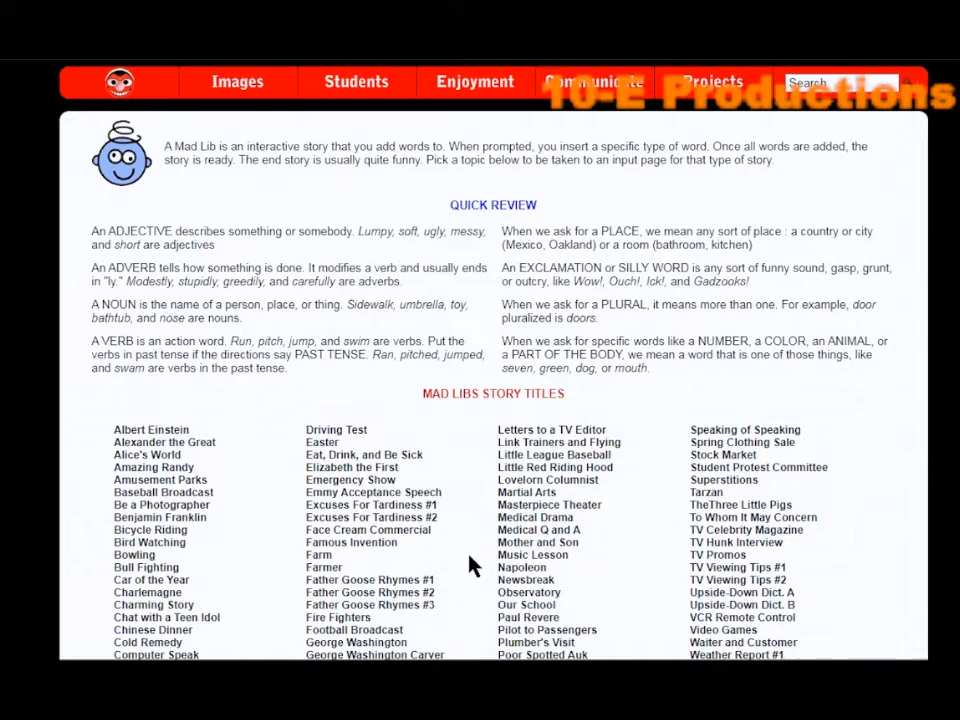 Images Students Enjoyment Communicate Projects Search
10-E Productions
A Mad Lib is an interactive story that you add words to. When prompted, you insert a specific type of word. Once all words are added, the
story is ready. The end story is usually quite funny. Pick a topic below to be taken to an input page for that type of story.
QUICK REVIEW
An ADJECTIVE describes something or somebody. Lumpy, soft, ugly, messy,
and short are adjectives
An ADVERB tells how something is done. It modifies a verb and usually ends
in "ly." Modestly, stupidly, greedily, and carefully are adverbs.
A NOUN is the name of a person, place, or thing. Sidewalk, umbrella, toy,
bathtub, and nose are nouns.
A VERB is an action word. Run, pitch, jump, and swim are verbs. Put the
verbs in past tense if the directions say PAST TENSE. Ran, pitched, jumped,
and swam are verbs in the past tense.
When we ask for a PLACE, we mean any sort of place : a country or city
(Mexico, Oakland) or a room (bathroom, kitchen)
An EXCLAMATION or SILLY WORD is any sort of funny sound, gasp, grunt,
or outcry, like Wow!, Ouch!, Ick!, and Gadzooks!
When we ask for a PLURAL, it means more than one. For example, door
pluralized is doors.
When we ask for specific words like a NUMBER, a COLOR, an ANIMAL, or
a PART OF THE BODY, we mean a word that is one of those things, like
seven, green, dog, or mouth.
MAD LIBS STORY TITLES
Albert Einstein
Alexander the Great
Alice's World
Amazing Randy
Amusement Parks
Baseball Broadcast
Be a Photographer
Benjamin Franklin
Bicycle Riding
Bird Watching
Bowling
Bull Fighting
Car of the Year
Charlemagne
Charming Story
Chat with a Teen Idol
Chinese Dinner
Cold Remedy
Computer Speak
Driving Test
Easter
Eat, Drink, and Be Sick
Elizabeth the First
Emergency Show
Emmy Acceptance Speech
Excuses For Tardiness #1
Excuses For Tardiness #2
Face Cream Commercial
Famous Invention
Farm
Farmer
Father Goose Rhymes #1
Father Goose Rhymes #2
Father Goose Rhymes #3
Fire Fighters
Football Broadcast
George Washington
George Washington Carver
Letters to a TV Editor
Link Trainers and Flying
Little League Baseball
Little Red Riding Hood
Lovelorn Columnist
Martial Arts
Masterpiece Theater
Medical Drama
Medical Q and A
Mother and Son
Music Lesson
Napoleon
Newsbreak
Observatory
Our School
Paul Revere
Pilot to Passengers
Plumber's Visit
Poor Spotted Auk
Speaking of Speaking
Spring Clothing Sale
Stock Market
Student Protest Committee
Superstitions
Tarzan
TheThree Little Pigs
To Whom It May Concern
TV Celebrity Magazine
TV Hunk Interview
TV Promos
TV Viewing Tips #1
TV Viewing Tips #2
Upside-Down Dict. A
Upside-Down Dict. B
VCR Remote Control
Video Games
Waiter and Customer
Weather Report #1